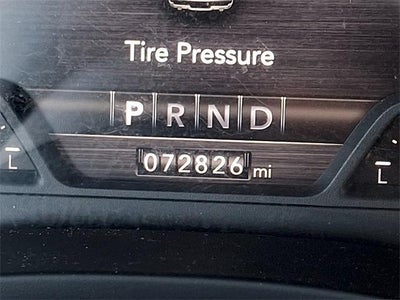 Tire Pressure
P R N D
L 072826 mi L